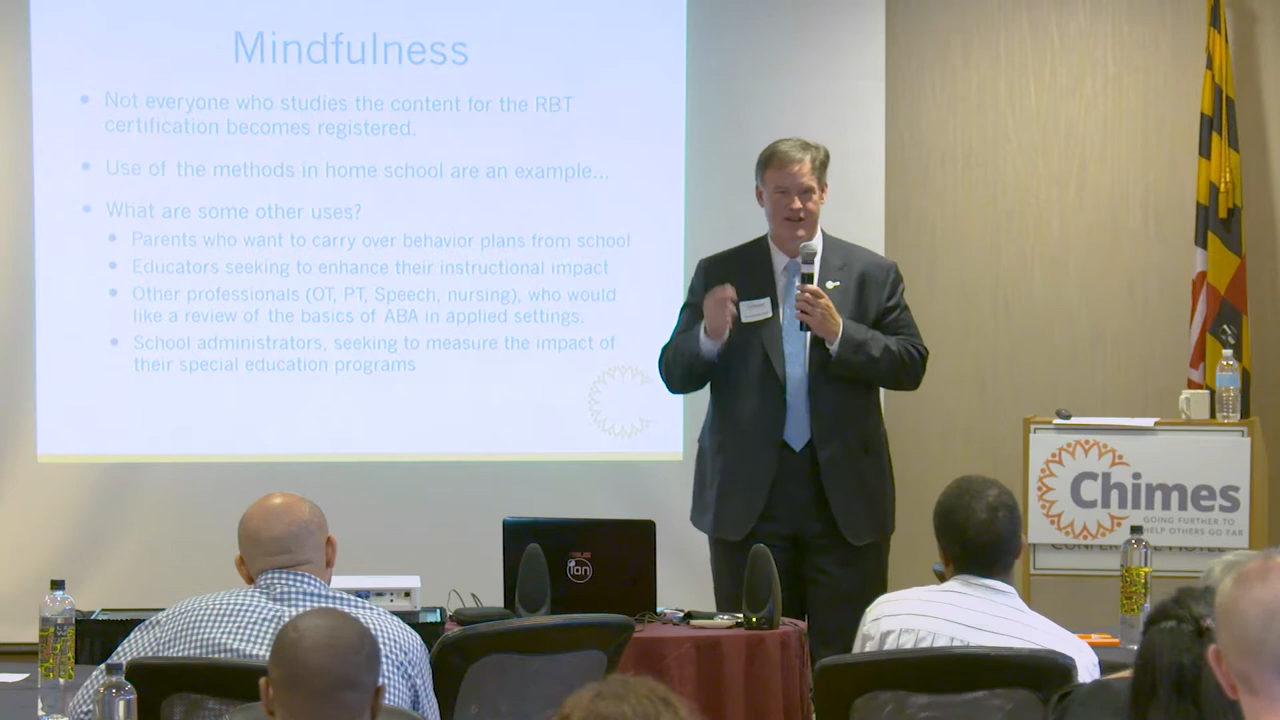 Mindfulness
Not everyone who studies the content for the RBT
certification becomes registered.
Use of the methods in home school are an example...
What are some other uses?
Parents who want to carry over behavior plans from school
Educators seeking to enhance their instructional impact
Other professionals (OT, PT, Speech, nursing), who would
like a review of the basics of ABA in applied settings.
School administrators, seeking to measure the impact of
their special education programs
Chimes
GOING FURTHER TO
HELP OTHERS GO FAR
ion